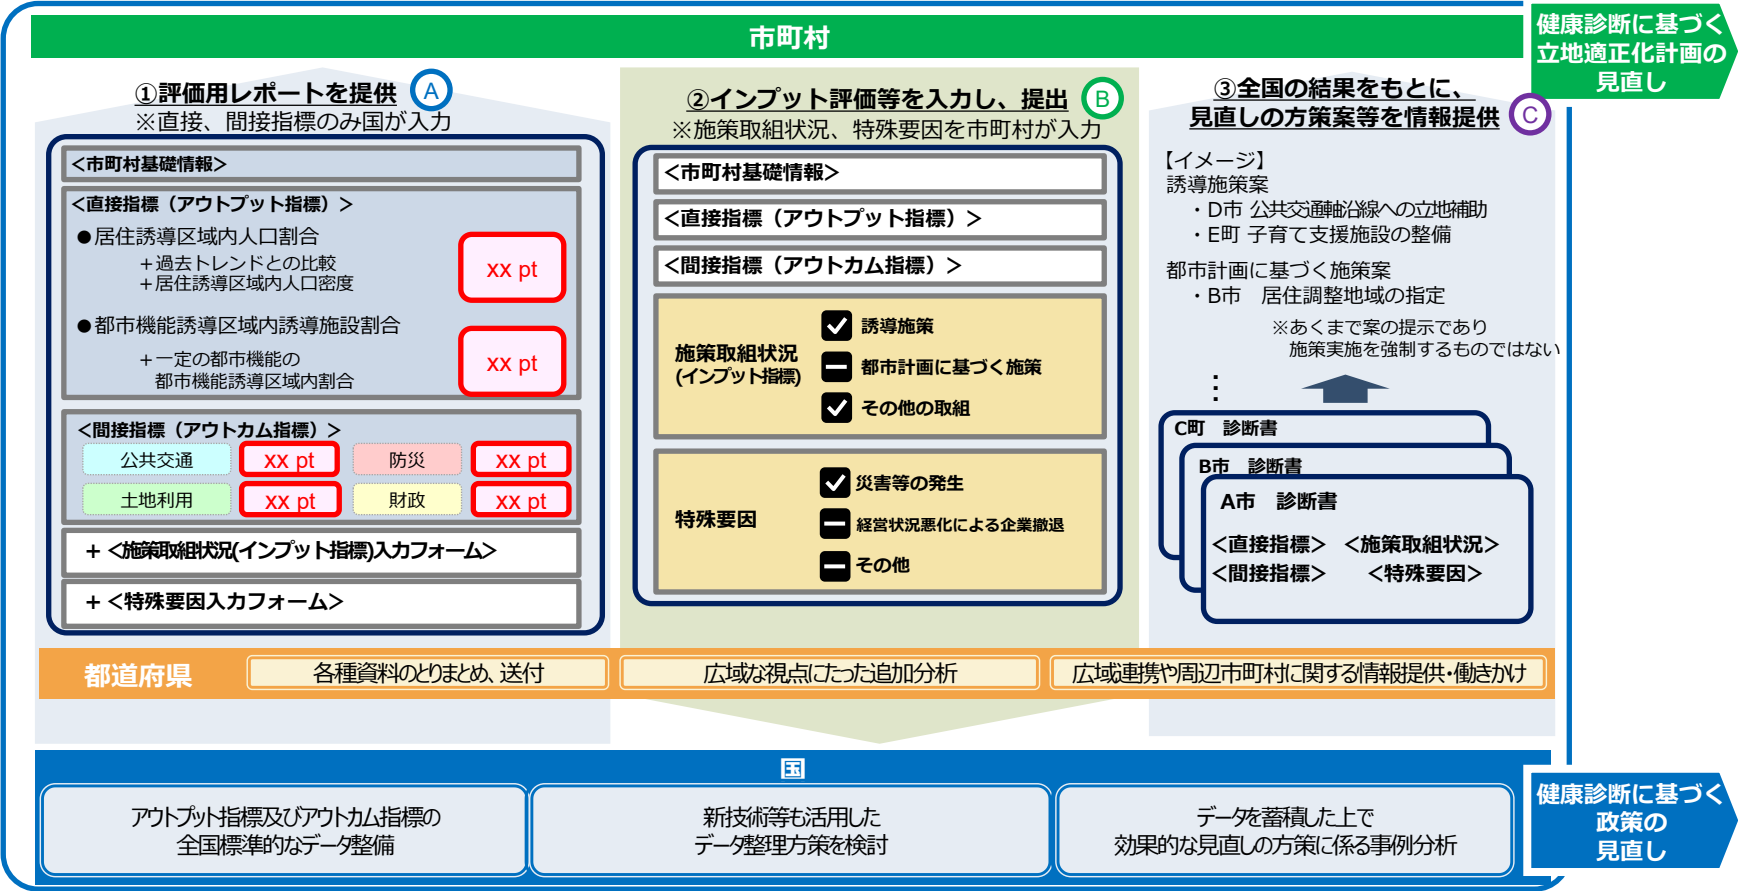 市町村
健康診断に基づく
立地適正化計画の
見直し
①評価用レポートを提供
A
※直接、間接指標のみ国が入力
<市町村基礎情報>
<直接指標（アウトプット指標）>
●居住誘導区域内人口割合
＋過去トレンドとの比較
＋居住誘導区域内人口密度
xx pt
●都市機能誘導区域内誘導施設割合
＋一定の都市機能の
都市機能誘導区域内割合
xx pt
<間接指標（アウトカム指標）>
公共交通
xx pt
防災
xx pt
土地利用
xx pt
財政
xx pt
＋<施策取組状況(インプット指標)入力フォーム>
＋<特殊要因入力フォーム>
②インプット評価等を入力し、提出
B
※施策取組状況、特殊要因を市町村が入力
<市町村基礎情報>
<直接指標（アウトプット指標）>
<間接指標（アウトカム指標）>
施策取組状況
(インプット指標)
誘導施策
都市計画に基づく施策
その他の取組
特殊要因
災害等の発生
経営状況悪化による企業撤退
その他
③全国の結果をもとに、
見直しの方策案等を情報提供
C
【イメージ】
誘導施策案
・D市 公共交通軸沿線への立地補助
・E町 子育て支援施設の整備
都市計画に基づく施策案
・B市　居住調整地域の指定
※あくまで案の提示であり
施策実施を強制するものではない
⋮
C町　診断書
B市　診断書
A市　診断書
<直接指標>　<施策取組状況>
<間接指標>　<特殊要因>
都道府県
各種資料のとりまとめ、送付
広域な視点にたった追加分析
広域連携や周辺市町村に関する情報提供・働きかけ
国
アウトプット指標及びアウトカム指標の
全国標準的なデータ整備
新技術等も活用した
データ整理方策を検討
データを蓄積した上で
効果的な見直しの方策に係る事例分析
健康診断に基づく
政策の
見直し